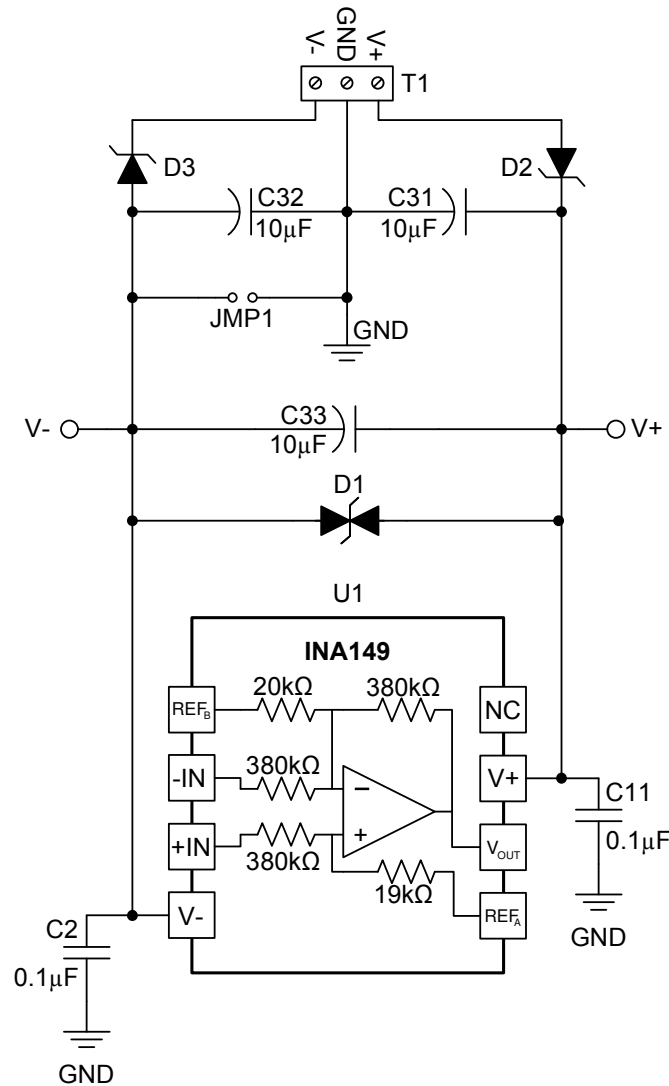 V-
GND
V+
T1
D3
D2
C32
10μF
C31
10μF
JMP1
GND
V-
C33
10μF
V+
D1
U1
INA149
REFB
20kΩ
380kΩ
NC
-IN
380kΩ
V+
C11
0.1μF
+IN
380kΩ
VOUT
19kΩ
V-
REFA
GND
C2
0.1μF
GND